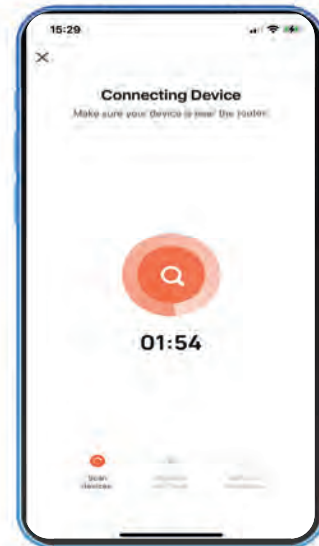 15:29
Connecting Device
Make sure your device is near the router.
01:54
Scan
devices